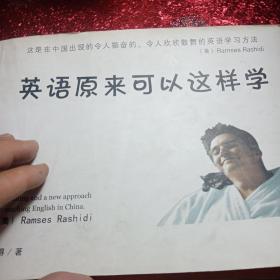 这是在中国出现的令人振奋的、令人欢欣鼓舞的英语学习方法
(美) Ramses Rashidi
英语原来可以这样学
and a new approach
English in China.
Ramses Rashidi
/ 著